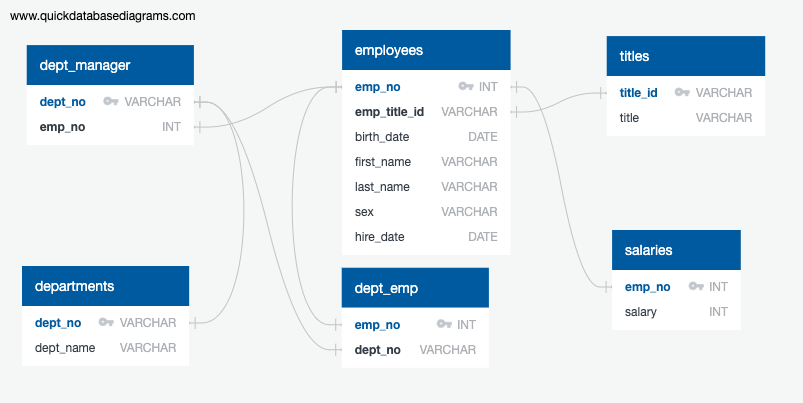 www.quickdatabasediagrams.com
dept_manager
dept_no VARCHAR
emp_no INT
employees
emp_no INT
emp_title_id VARCHAR
birth_date DATE
first_name VARCHAR
last_name VARCHAR
sex VARCHAR
hire_date DATE
titles
title_id VARCHAR
title VARCHAR
departments
dept_no VARCHAR
dept_name VARCHAR
dept_emp
emp_no INT
dept_no VARCHAR
salaries
emp_no INT
salary INT